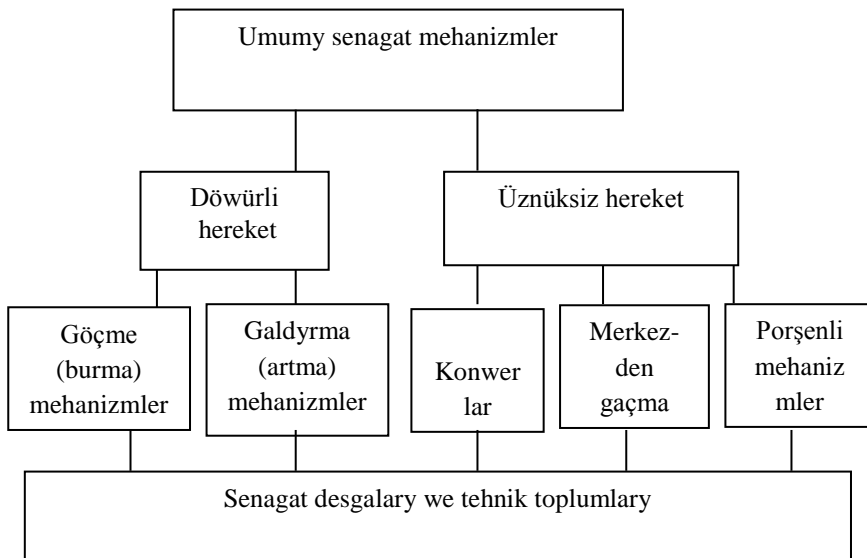 Umumy senagat mehanizmler
Döwürli
hereket
Üznüksiz hereket
Göçme
(burma)
mehanizmler
Galdyrma
(artma)
mehanizmler
Konwer
lar
Merkez-
den
gaçma
Porşenli
mehaniz
mler
Senagat desgalary we tehnik toplumlary